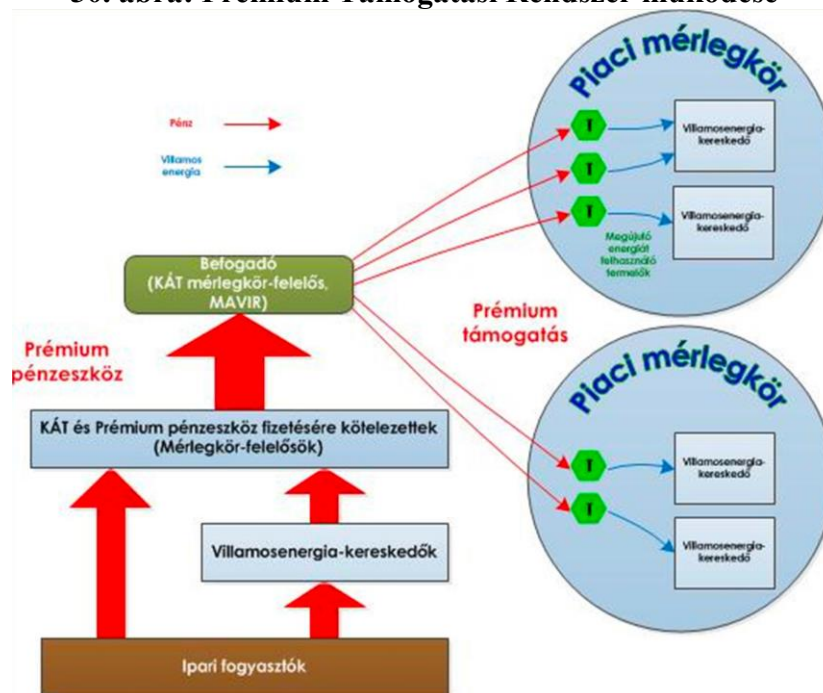 30. ábra: Prémium Támogatási Rendszer működése
Pénz
Villamos
energia
Piaci mérlegkör
T
T
T
Villamosenergia-
kereskedő
Villamosenergia-
kereskedő
Megújuló
energiát
felhasználó
termelők
Befogadó
(KÁT mérlegkör-felelős,
MAVIR)
Prémium
pénzeszköz
Prémium
támogatás
Piaci mérlegkör
T
T
Villamosenergia-
kereskedő
Villamosenergia-
kereskedő
KÁT és Prémium pénzeszköz fizetésére kötelezettek
(Mérlegkör-felelősök)
Villamosenergia-kereskedők
Ipari fogyasztók